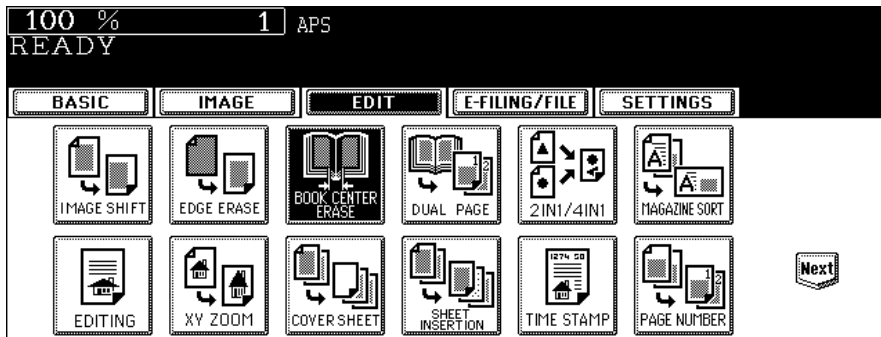 100 % 1 APS
READY
BASIC IMAGE EDIT E-FILING/FILE SETTINGS
IMAGE SHIFT EDGE ERASE BOOK CENTER ERASE DUAL PAGE 2IN1/4IN1 MAGAZINE SORT
Next
EDITING XY ZOOM COVER SHEET SHEET INSERTION TIME STAMP PAGE NUMBER